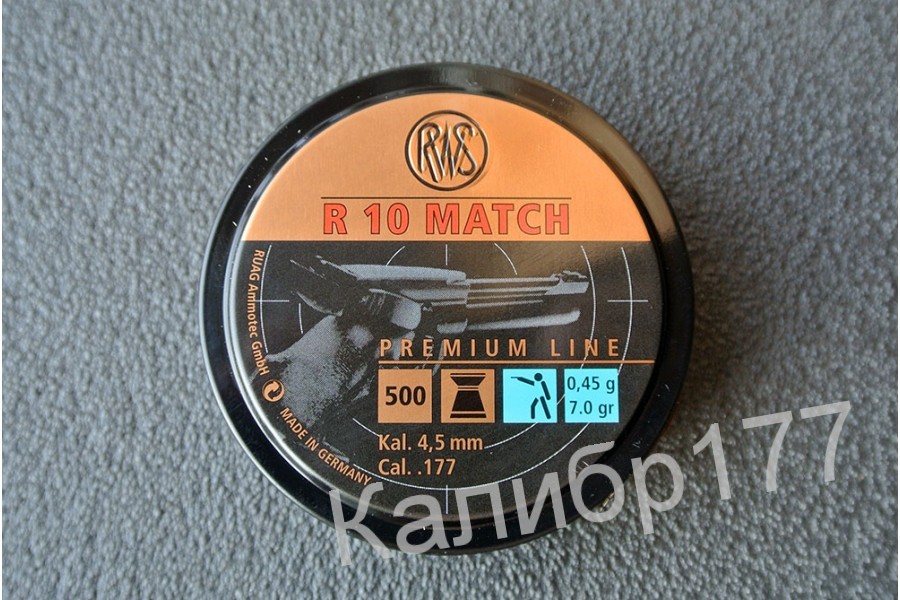 RWS
R 10 MATCH
RUAG Ammotec GmbH
MADE IN GERMANY
PREMIUM LINE
500
0,45 g
7.0 gr
Kal. 4,5 mm
Cal. .177
Калибр177